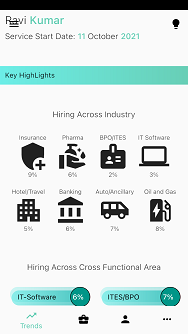 Ravi Kumar
Service Start Date: 11 October 2021
Key HighLights
Hiring Across Industry
Insurance Pharma BPO/ITES IT Software
9% 6% 2% 3%
Hotel/Travel Banking Auto/Ancillary Oil and Gas
5% 6% 7% 8%
Hiring Across Cross Functional Area
IT-Software 6% ITES/BPO 7%
Trends